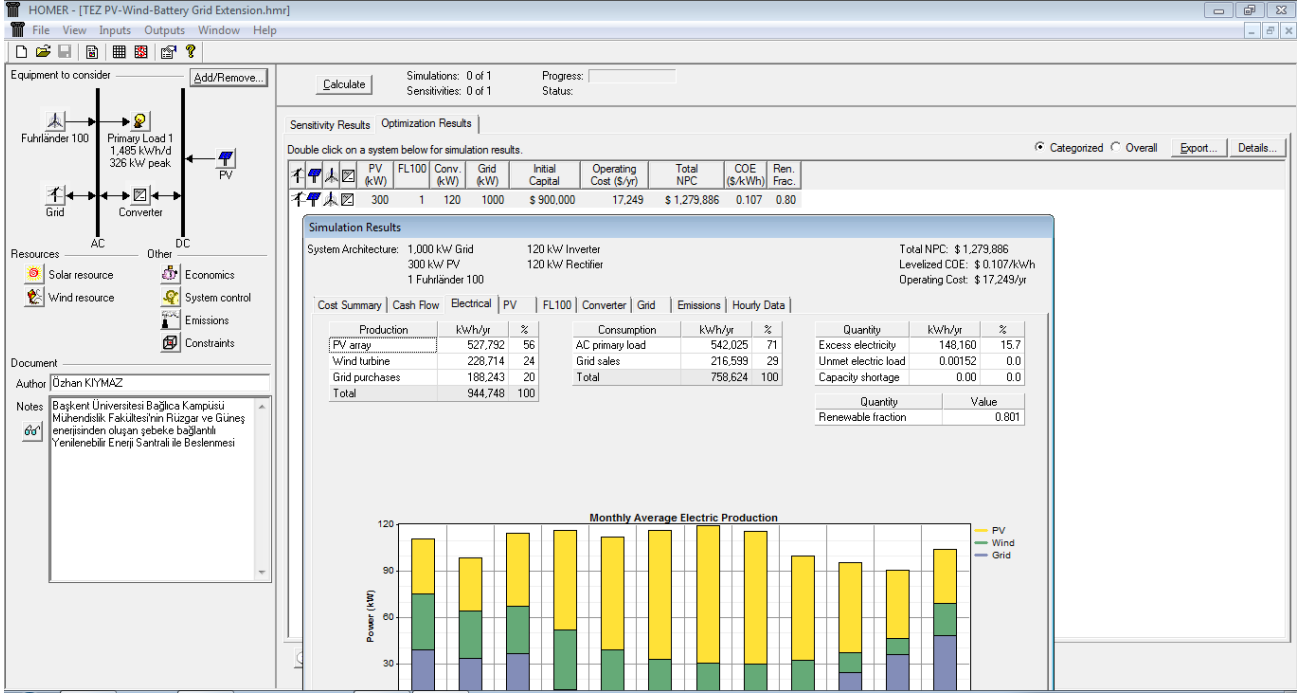 HOMER - [TEZ PV-Wind-Battery Grid Extension.hmr]
File View Inputs Outputs Window Help
Equipment to consider
Add/Remove...
Fuhrländer 100
Primary Load 1
1,485 kWh/d
326 kW peak
PV
Grid
Converter
AC
DC
Resources
Other
Solar resource
Economics
Wind resource
System control
Emissions
Constraints
Document
Author Özhan KIYMAZ
Notes Başkent Üniversitesi Bağlıca Kampüsü
Mühendislik Fakültesi'nin Rüzgar ve Güneş
enerjisinden oluşan şebeke bağlantılı
Yenilenebilir Enerji Santrali ile Beslenmesi
Calculate
Simulations: 0 of 1 Progress:
Sensitivities: 0 of 1 Status:
Sensitivity Results Optimization Results
Double click on a system below for simulation results.
Categorized Overall Export... Details...
PV (kW) FL100 Conv. (kW) Grid (kW) Initial Capital Operating Cost ($/yr) Total NPC COE ($/kWh) Ren. Frac.
300 1 120 1000 $ 900,000 17,249 $ 1,279,886 0.107 0.80
Simulation Results
System Architecture: 1,000 kW Grid 120 kW Inverter
300 kW PV 120 kW Rectifier
1 Fuhrländer 100
Total NPC: $ 1,279,886
Levelized COE: $ 0.107/kWh
Operating Cost: $ 17,249/yr
Cost Summary Cash Flow Electrical PV FL100 Converter Grid Emissions Hourly Data
Production kWh/yr %
PV array 527,792 56
Wind turbine 228,714 24
Grid purchases 188,243 20
Total 944,748 100
Consumption kWh/yr %
AC primary load 542,025 71
Grid sales 216,599 29
Total 758,624 100
Quantity kWh/yr %
Excess electricity 148,160 15.7
Unmet electric load 0.00152 0.0
Capacity shortage 0.00 0.0
Quantity Value
Renewable fraction 0.801
Monthly Average Electric Production
Power (kW)
120
90
60
30
PV
Wind
Grid